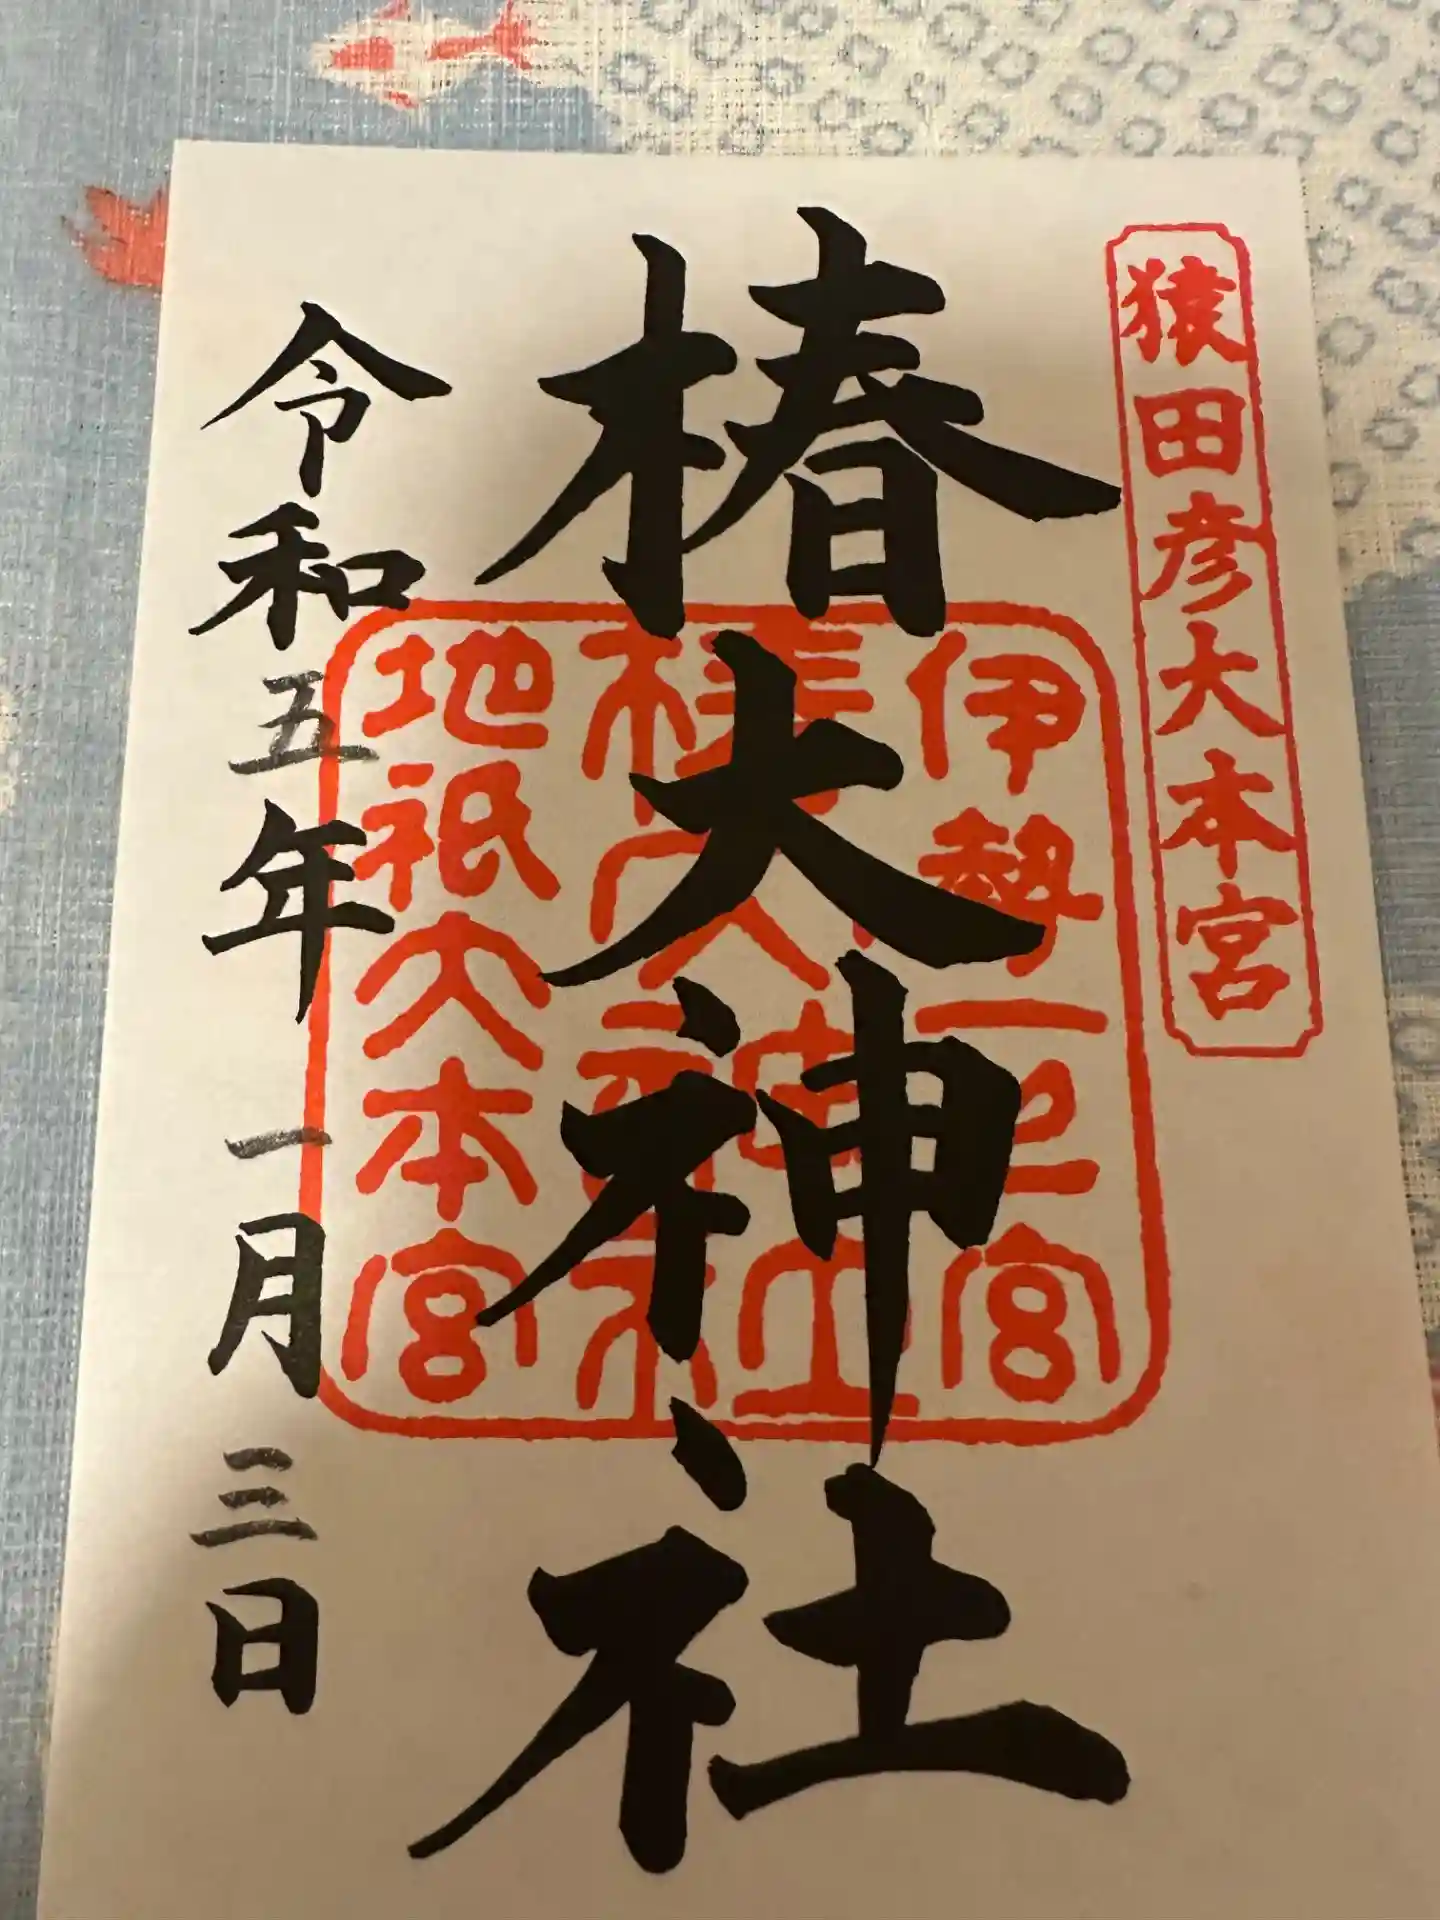 猿田彦大本宮
椿大神社
伊勢一之宮
椿大神社
地祇大本宮
令和五年一月三日